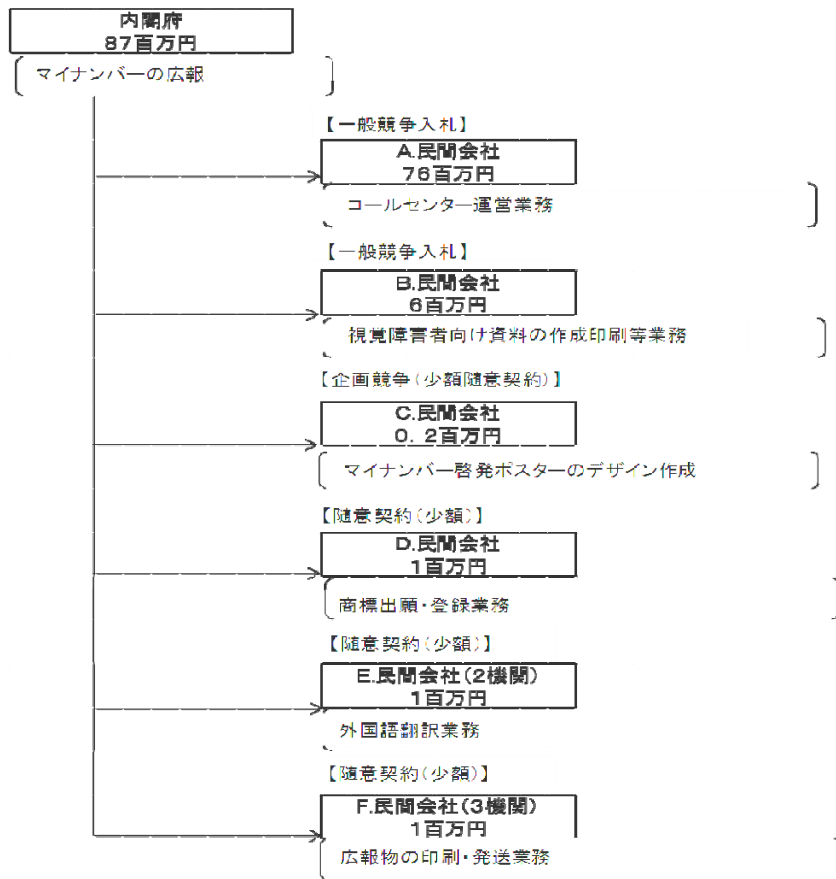 内閣府
87百万円
マイナンバーの広報
【一般競争入札】
A.民間会社
76百万円
コールセンター運営業務
【一般競争入札】
B.民間会社
6百万円
視覚障害者向け資料の作成印刷等業務
【企画競争(少額随意契約)】
C.民間会社
0.2百万円
マイナンバー啓発ポスターのデザイン作成
【随意契約(少額)】
D.民間会社
1百万円
商標出願・登録業務
【随意契約(少額)】
E.民間会社(2機関)
1百万円
外国語翻訳業務
【随意契約(少額)】
F.民間会社(3機関)
1百万円
広報物の印刷・発送業務